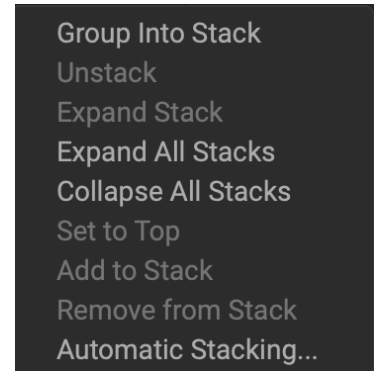 Group Into Stack
Unstack
Expand Stack
Expand All Stacks
Collapse All Stacks
Set to Top
Add to Stack
Remove from Stack
Automatic Stacking...